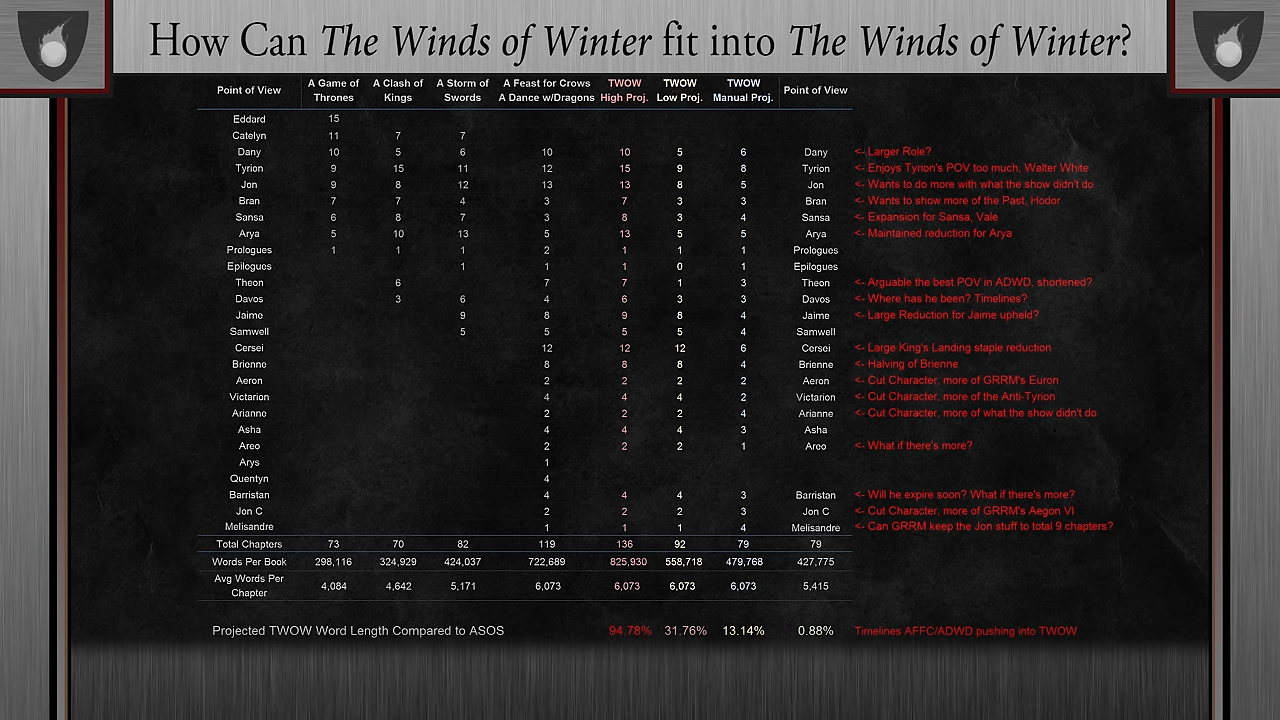 How Can The Winds of Winter fit into The Winds of Winter?
Point of View A Game of Thrones A Clash of Kings A Storm of Swords A Feast for Crows A Dance w/Dragons TWOW High Proj. TWOW Low Proj. TWOW Manual Proj. Point of View
Eddard 15
Catelyn 11 7 7
Dany 10 5 6 10 10 5 6 Dany <- Larger Role?
Tyrion 9 15 11 12 15 9 8 Tyrion <- Enjoys Tyrion's POV too much, Walter White
Jon 9 8 12 13 13 8 5 Jon <- Wants to do more with what the show didn't do
Bran 7 7 4 3 7 3 3 Bran <- Wants to show more of the Past, Hodor
Sansa 6 8 7 3 8 3 4 Sansa <- Expansion for Sansa, Vale
Arya 5 10 13 5 13 5 5 Arya <- Maintained reduction for Arya
Prologues 1 1 1 2 1 1 1 Prologues
Epilogues 1 1 1 0 1 Epilogues
Theon 6 7 7 1 3 Theon <- Arguable the best POV in ADWD, shortened?
Davos 3 6 4 6 3 3 Davos <- Where has he been? Timelines?
Jaime 9 8 9 8 4 Jaime <- Large Reduction for Jaime upheld?
Samwell 5 5 5 5 4 Samwell
Cersei 12 12 12 6 Cersei <- Large King's Landing staple reduction
Brienne 8 8 8 4 Brienne <- Halving of Brienne
Aeron 2 2 2 2 Aeron <- Cut Character, more of GRRM's Euron
Victarion 4 4 4 2 Victarion <- Cut Character, more of the Anti-Tyrion
Arianne 2 2 2 4 Arianne <- Cut Character, more of what the show didn't do
Asha 4 4 4 3 Asha
Areo 2 2 2 1 Areo <- What if there's more?
Arys 1
Quentyn 4
Barristan 4 4 4 3 Barristan <- Will he expire soon? What if there's more?
Jon C 2 2 2 3 Jon C <- Cut Character, more of GRRM's Aegon VI
Melisandre 1 1 1 4 Melisandre <- Can GRRM keep the Jon stuff to total 9 chapters?
Total Chapters 73 70 82 119 136 92 79 79
Words Per Book 298,116 324,929 424,037 722,689 825,930 558,718 479,768 427,775
Avg Words Per Chapter 4,084 4,642 5,171 6,073 6,073 6,073 6,073 5,415
Projected TWOW Word Length Compared to ASOS 94.78% 31.76% 13.14% 0.88% Timelines AFFC/ADWD pushing into TWOW